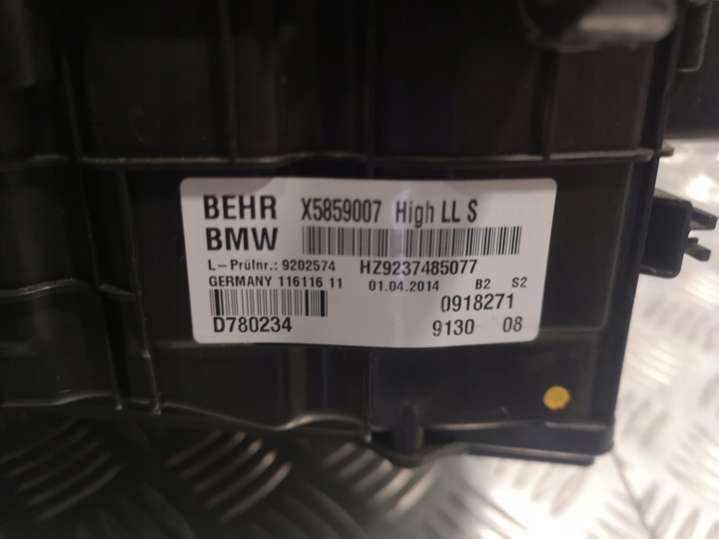 BEHR X5859007 High LL S
BMW
L-Prüfnr.: 9202574 HZ9237485077
GERMANY 116116 11 01.04.2014 B2 S2
0918271
D780234 9130 08